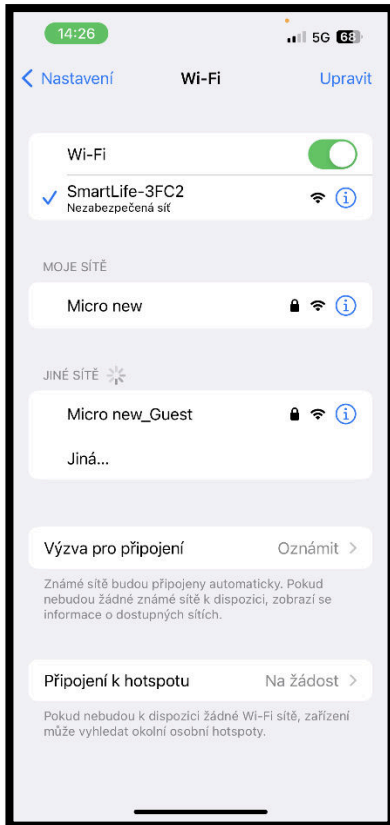 14:26
5G 68
Nastavení Wi-Fi Upravit
Wi-Fi
SmartLife-3FC2
Nezabezpečená síť
MOJE SÍTĚ
Micro new
JINÉ SÍTĚ
Micro new_Guest
Jiná...
Výzva pro připojení Oznámit
Známé sítě budou připojeny automaticky. Pokud
nebudou žádné známé sítě k dispozici, zobrazí se
informace o dostupných sítích.
Připojení k hotspotu Na žádost
Pokud nebudou k dispozici žádné Wi-Fi sítě, zařízení
může vyhledat okolní osobní hotspoty.